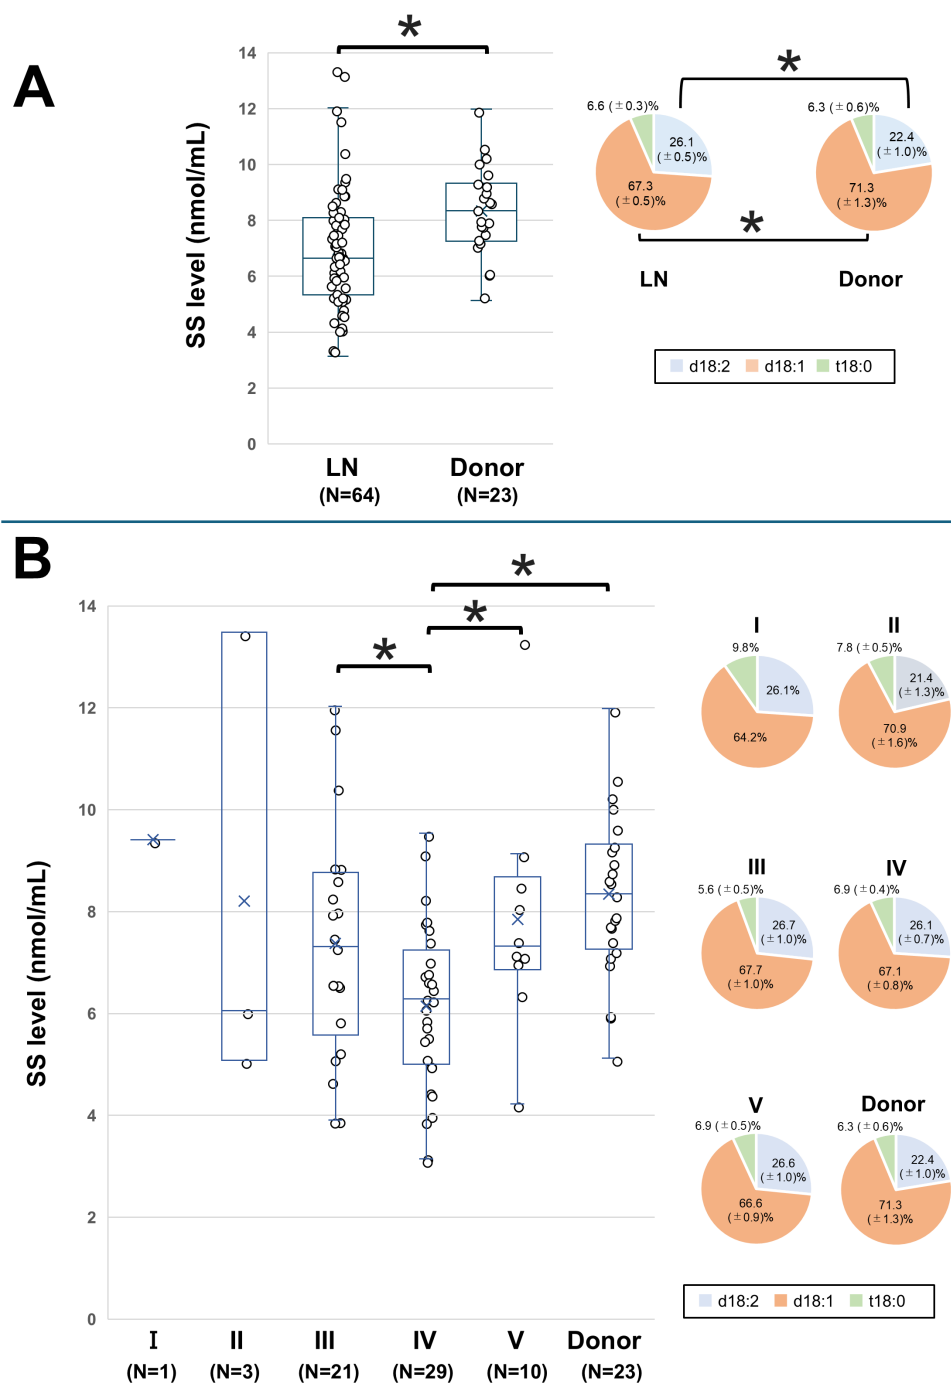 A
*
SS level (nmol/mL)
14
12
10
8
6
4
2
0
LN
(N=64)
Donor
(N=23)
*
6.6 (±0.3)%
26.1
(±0.5)%
67.3
(±0.5)%
6.3 (±0.6)%
22.4
(±1.0)%
71.3
(±1.3)%
*
LN
Donor
d18:2 d18:1 t18:0
B
*
*
*
SS level (nmol/mL)
14
12
10
8
6
4
2
0
I
(N=1)
II
(N=3)
III
(N=21)
IV
(N=29)
V
(N=10)
Donor
(N=23)
I
9.8%
26.1%
64.2%
II
7.8 (±0.5)%
21.4
(±1.3)%
70.9
(±1.6)%
III
5.6 (±0.5)%
26.7
(±1.0)%
67.7
(±1.0)%
IV
6.9 (±0.4)%
26.1
(±0.7)%
67.1
(±0.8)%
V
6.9 (±0.5)%
26.6
(±1.0)%
66.6
(±0.9)%
Donor
6.3 (±0.6)%
22.4
(±1.0)%
71.3
(±1.3)%
d18:2 d18:1 t18:0